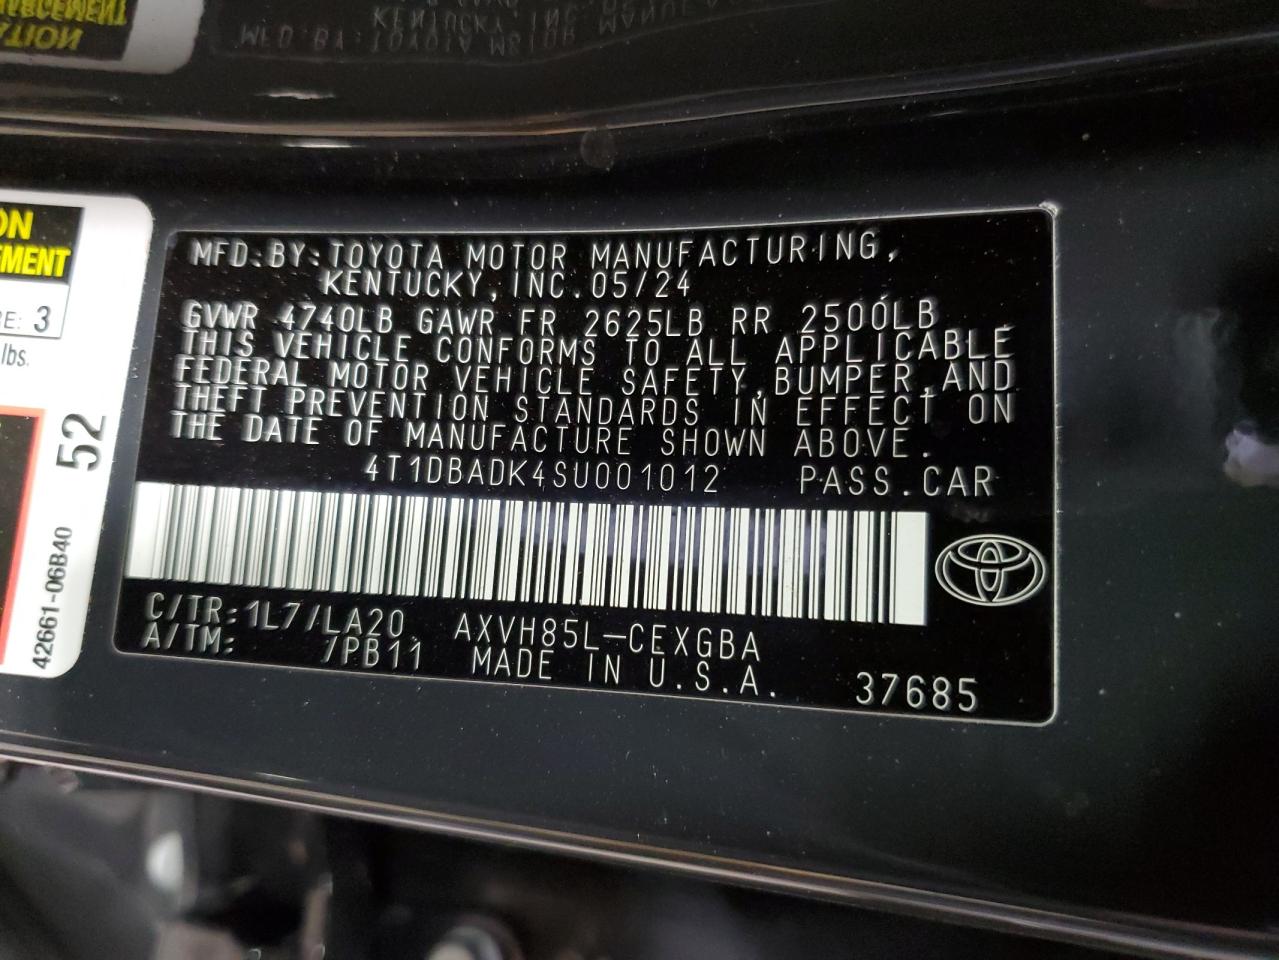 MFD.BY:TOYOTA MOTOR MANUFACTURING,
KENTUCKY,INC.05/24
GVWR 4740LB GAWR FR 2625LB RR 2500LB
THIS VEHICLE CONFORMS TO ALL APPLICABLE
FEDERAL MOTOR VEHICLE SAFETY,BUMPER,AND
THEFT PREVENTION STANDARDS IN EFFECT ON
THE DATE OF MANUFACTURE SHOWN ABOVE.
4T1DBADK4SU001012 PASS.CAR
C/TR:1L7/LA20 AXVH85L-CEXGBA
A/TM: /PB11 MADE IN U.S.A.
37685
ON
EMENT
RE: 3
lbs.
52
42661-06B40